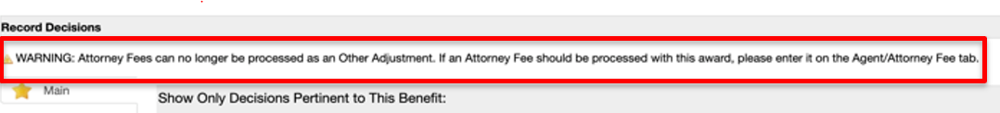 Record Decisions
WARNING: Attorney Fees can no longer be processed as an Other Adjustment. If an Attorney Fee should be processed with this award, please enter it on the Agent/Attorney Fee tab.
Main
Show Only Decisions Pertinent to This Benefit: